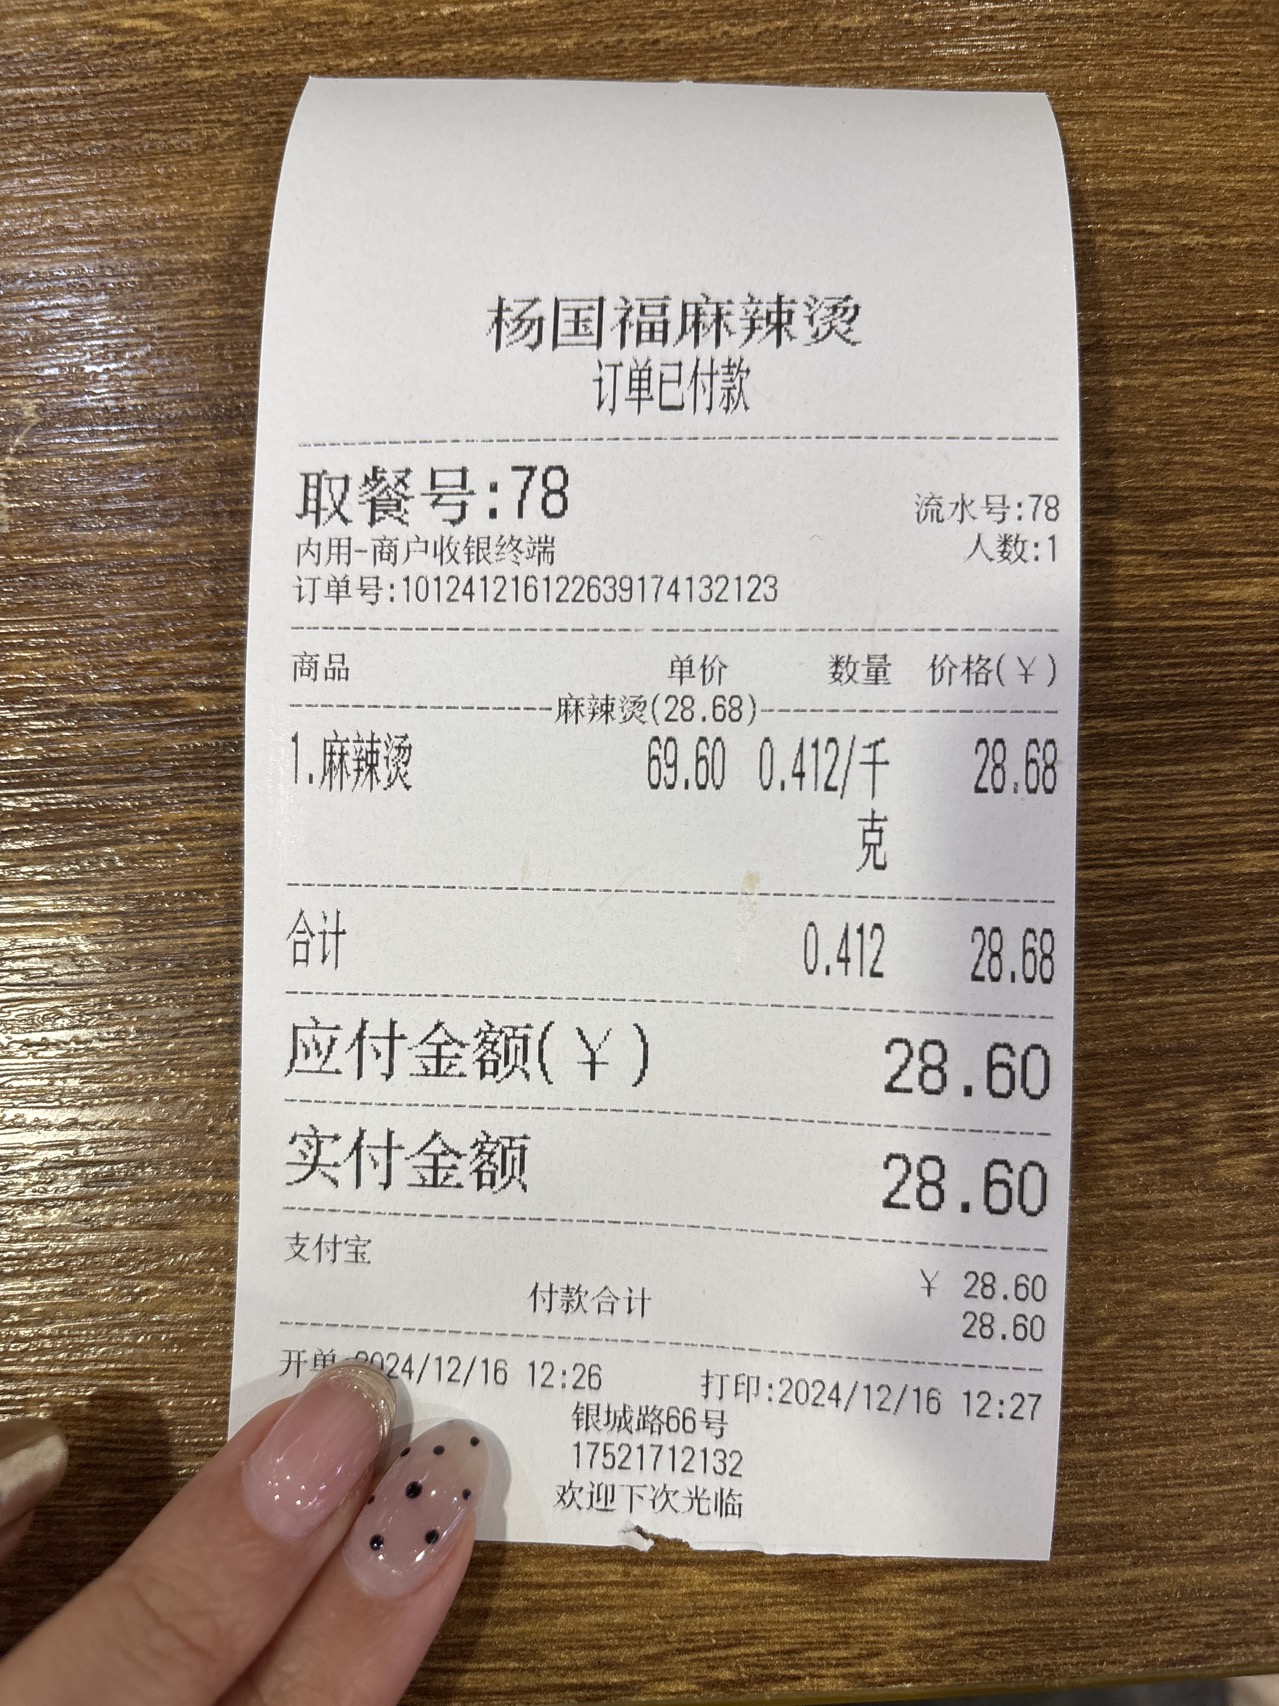 杨国福麻辣烫
订单已付款
取餐号:78 流水号:78
内用-商户收银终端 人数:1
订单号:101241216122639174132123
商品 单价 数量 价格(¥)
麻辣烫(28.68)
1.麻辣烫 69.60 0.412/千克 28.68
合计 0.412 28.68
应付金额(¥) 28.60
实付金额 28.60
支付宝 ¥ 28.60
付款合计 28.60
开单:2024/12/16 12:26 打印:2024/12/16 12:27
银城路66号
17521712132
欢迎下次光临